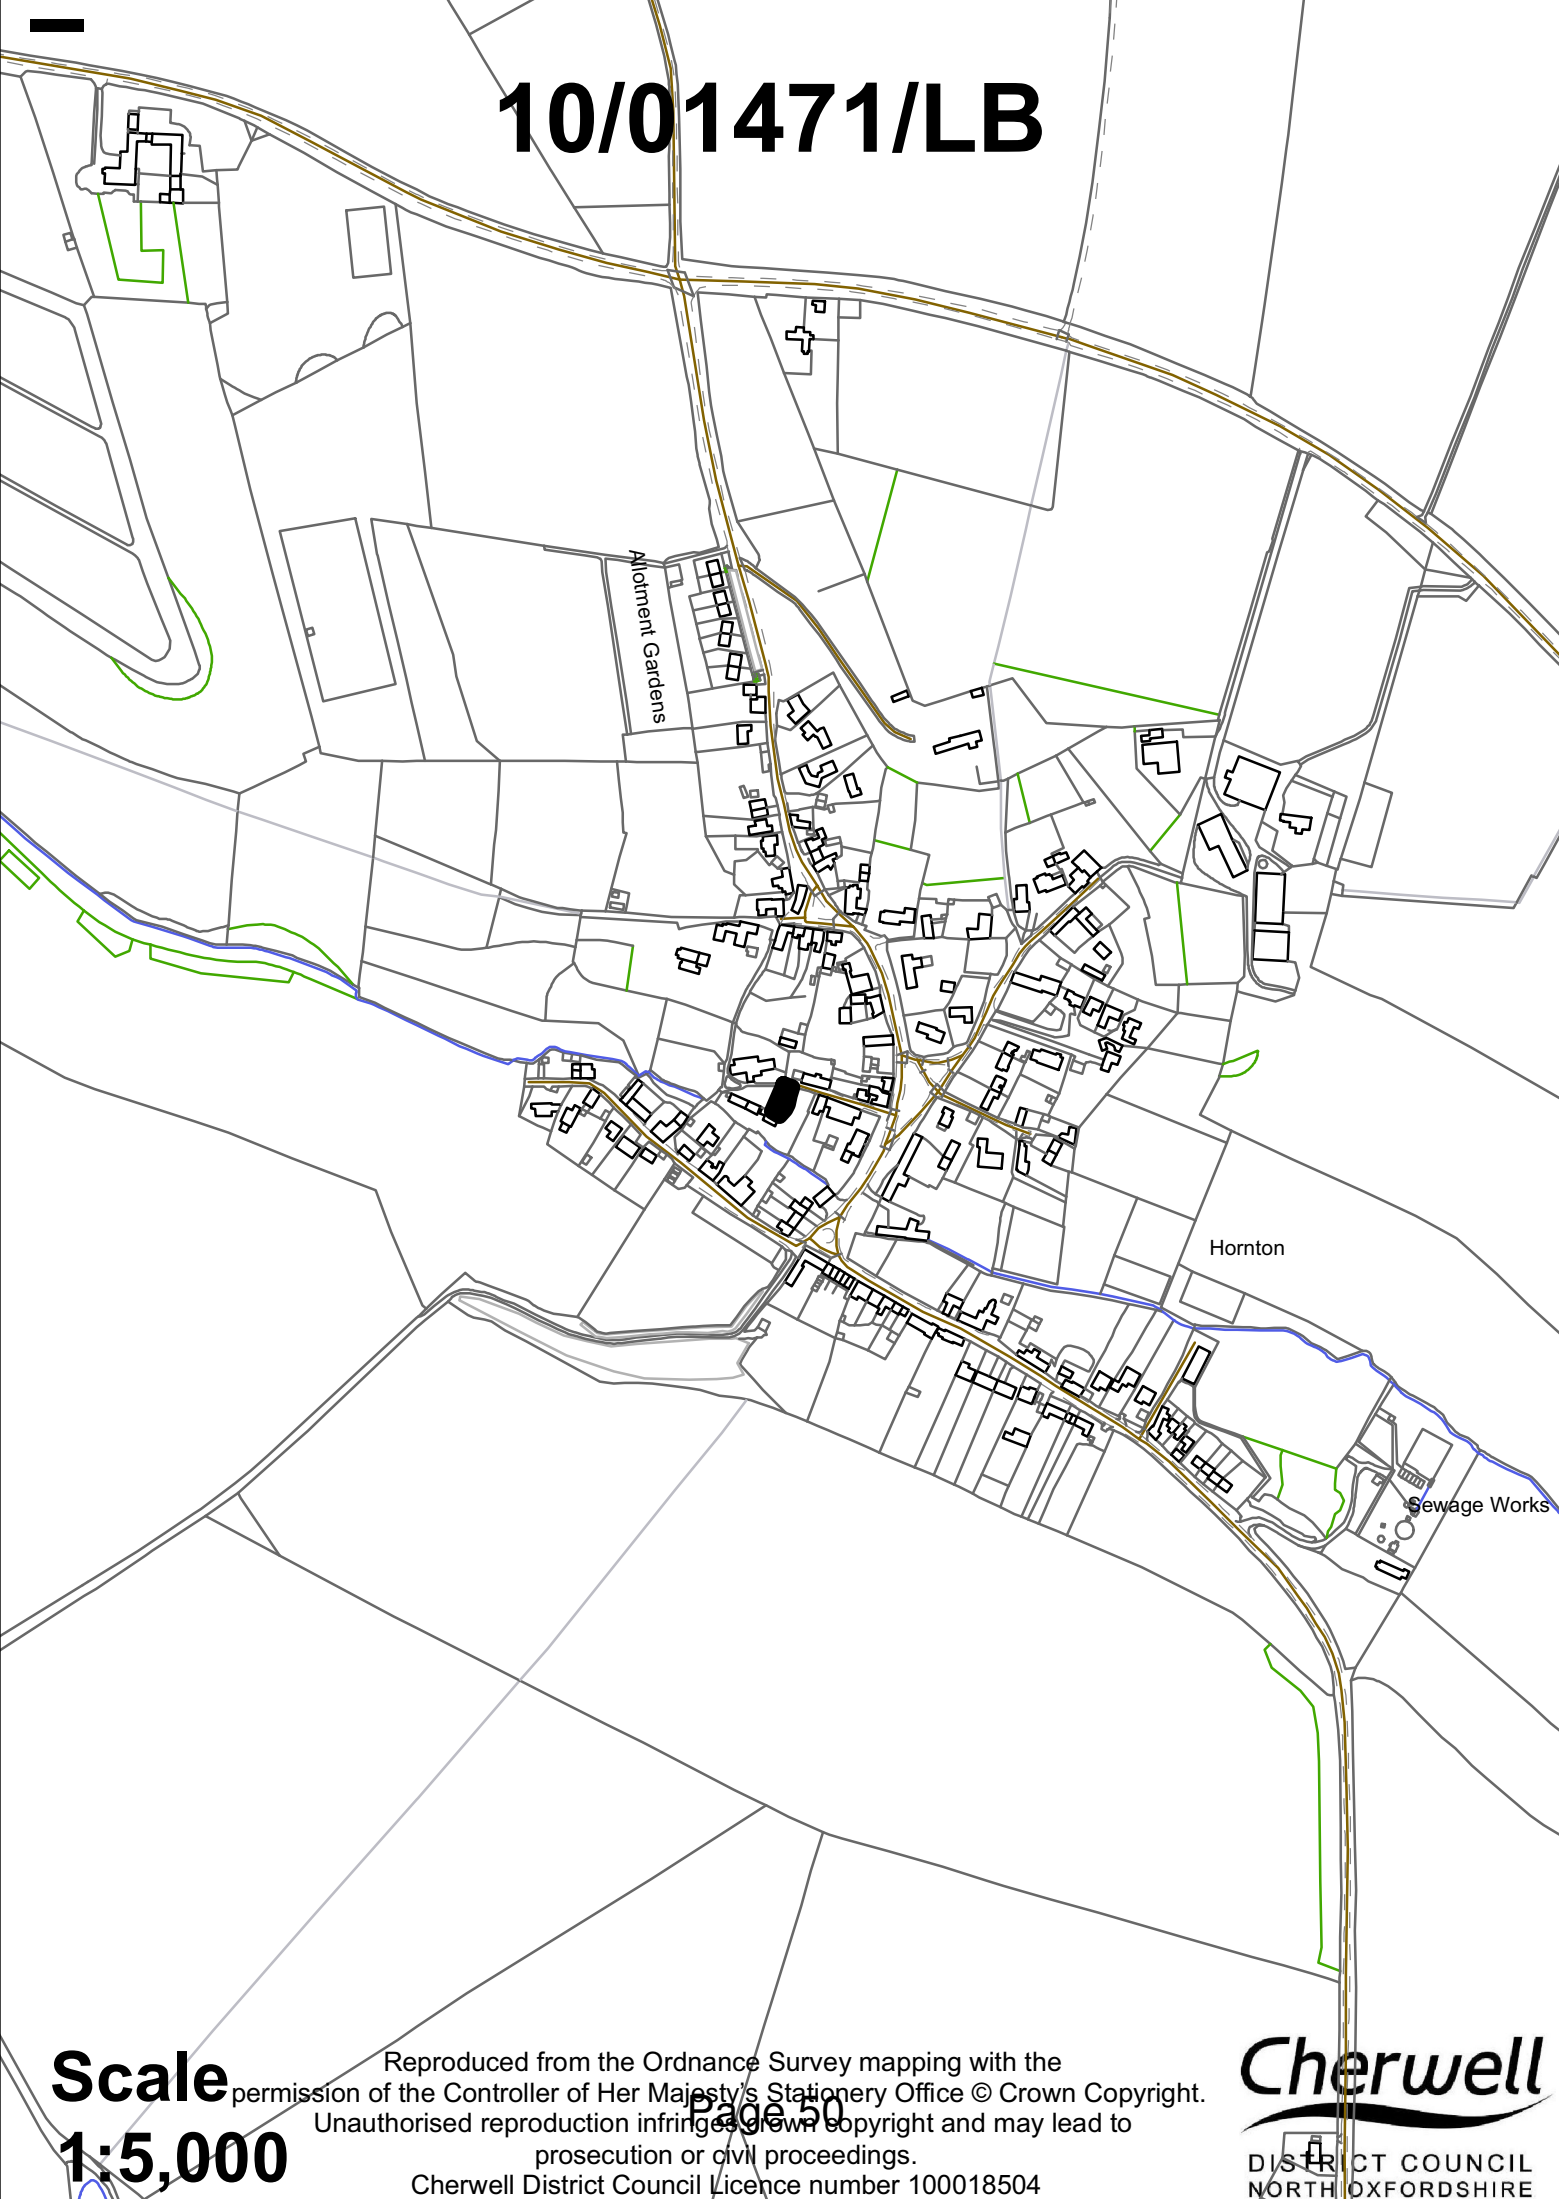 10/01471/LB
Allotment Gardens
Hornton
Sewage Works
Scale
1:5,000
Reproduced from the Ordnance Survey mapping with the
permission of the Controller of Her Majesty's Stationery Office © Crown Copyright.
Unauthorised reproduction infringes crown copyright and may lead to
prosecution or civil proceedings.
Cherwell District Council Licence number 100018504
Page 50
Cherwell
DISTRICT COUNCIL
NORTH OXFORDSHIRE